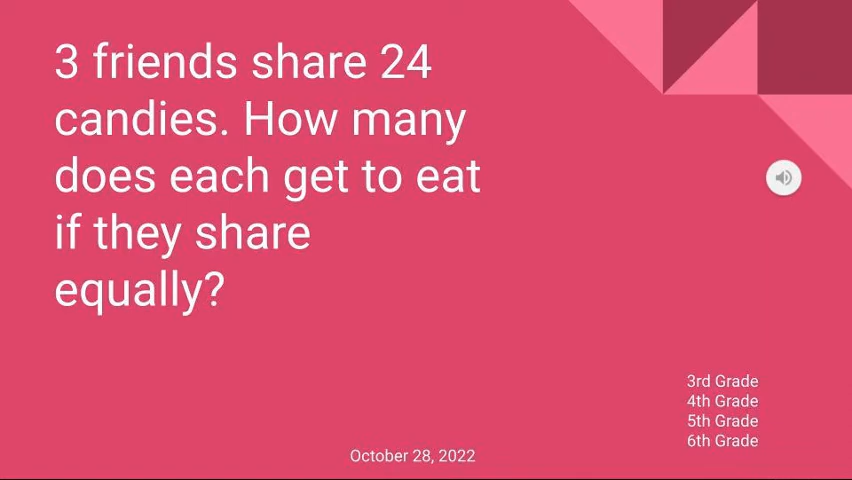 3 friends share 24
candies. How many
does each get to eat
if they share
equally?
3rd Grade
4th Grade
5th Grade
6th Grade
October 28, 2022